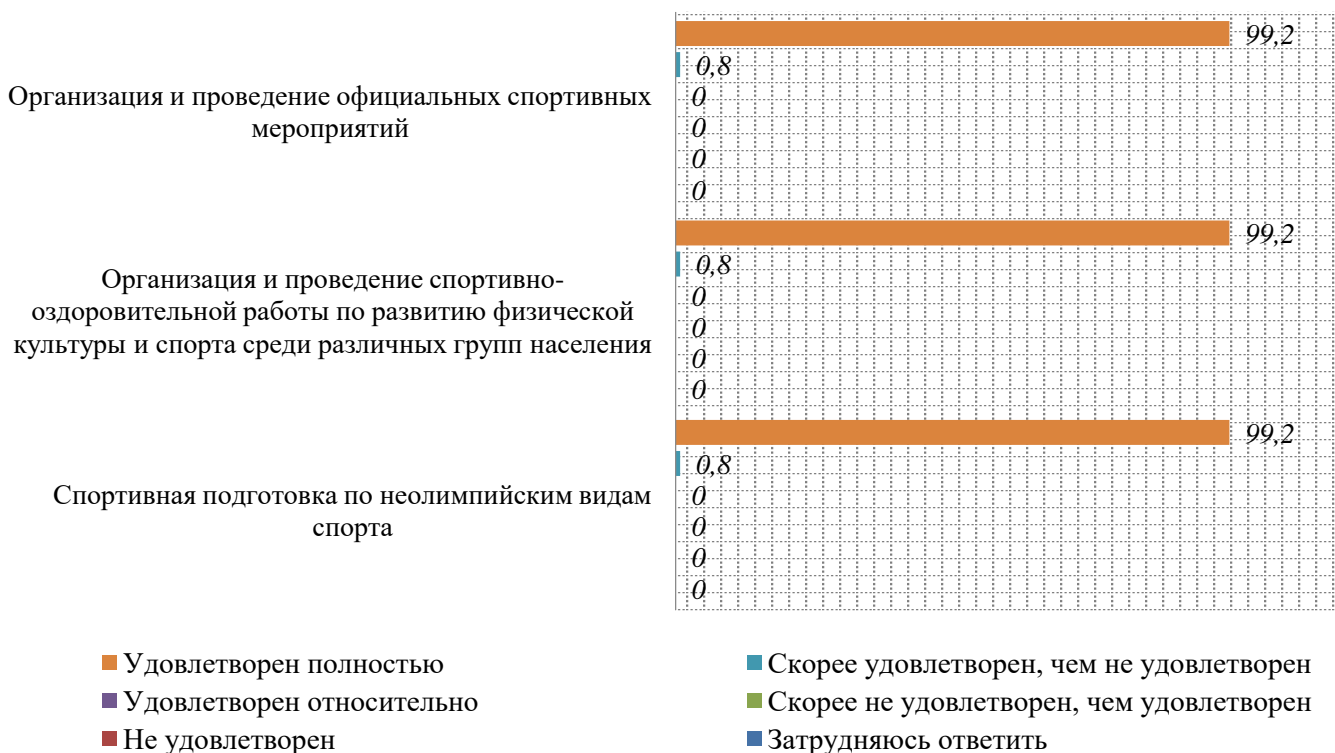 99,2
0,8
Организация и проведение официальных спортивных
мероприятий
0
0
0
0
99,2
0,8
Организация и проведение спортивно-
оздоровительной работы по развитию физической
культуры и спорта среди различных групп населения
0
0
0
0
99,2
0,8
Спортивная подготовка по неолимпийским видам
спорта
0
0
0
0
Удовлетворен полностью
Скорее удовлетворен, чем не удовлетворен
Удовлетворен относительно
Скорее не удовлетворен, чем удовлетворен
Не удовлетворен
Затрудняюсь ответить